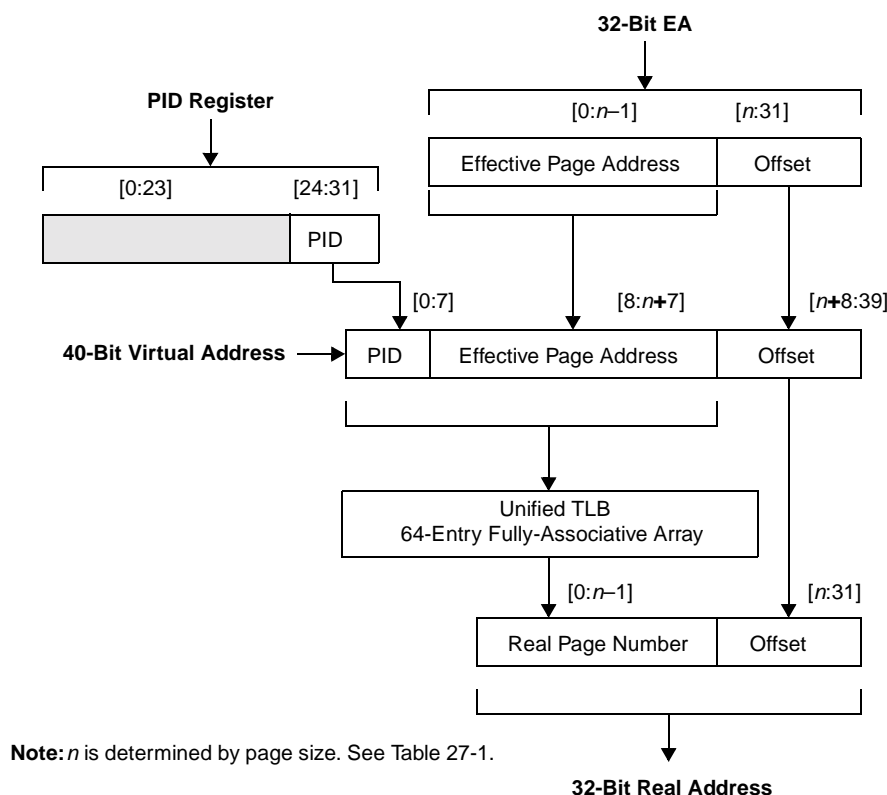 32-Bit EA
PID Register
[0:n–1] [n:31]
Effective Page Address Offset
[0:23] [24:31]
PID
[0:7] [8:n+7] [n+8:39]
40-Bit Virtual Address
PID Effective Page Address Offset
Unified TLB
64-Entry Fully-Associative Array
[0:n–1] [n:31]
Real Page Number Offset
Note: n is determined by page size. See Table 27-1.
32-Bit Real Address